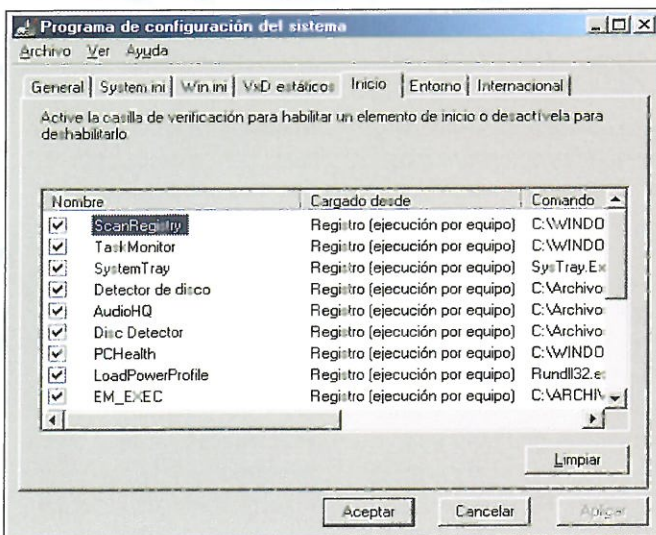 Programa de configuración del sistema
Archivo Ver Ayuda
General System.ini Win.ini VxD estáticos Inicio Entorno Internacional
Active la casilla de verificación para habilitar un elemento de inicio o desactívela para
deshabilitarlo.
Nombre Cargado desde Comando
ScanRegistry Registro (ejecución por equipo) C:\WINDO
TaskMonitor Registro (ejecución por equipo) C:\WINDO
SystemTray Registro (ejecución por equipo) SysTray.Ex
Detector de disco Registro (ejecución por equipo) C:\Archivo
AudioHQ Registro (ejecución por equipo) C:\Archivo
Disc Detector Registro (ejecución por equipo) C:\Archivo
PCHealth Registro (ejecución por equipo) C:\WINDO
LoadPowerProfile Registro (ejecución por equipo) Rundll32.e
EM_EXEC Registro (ejecución por equipo) C:\ARCHIV
Limpiar
Aceptar Cancelar Aplicar